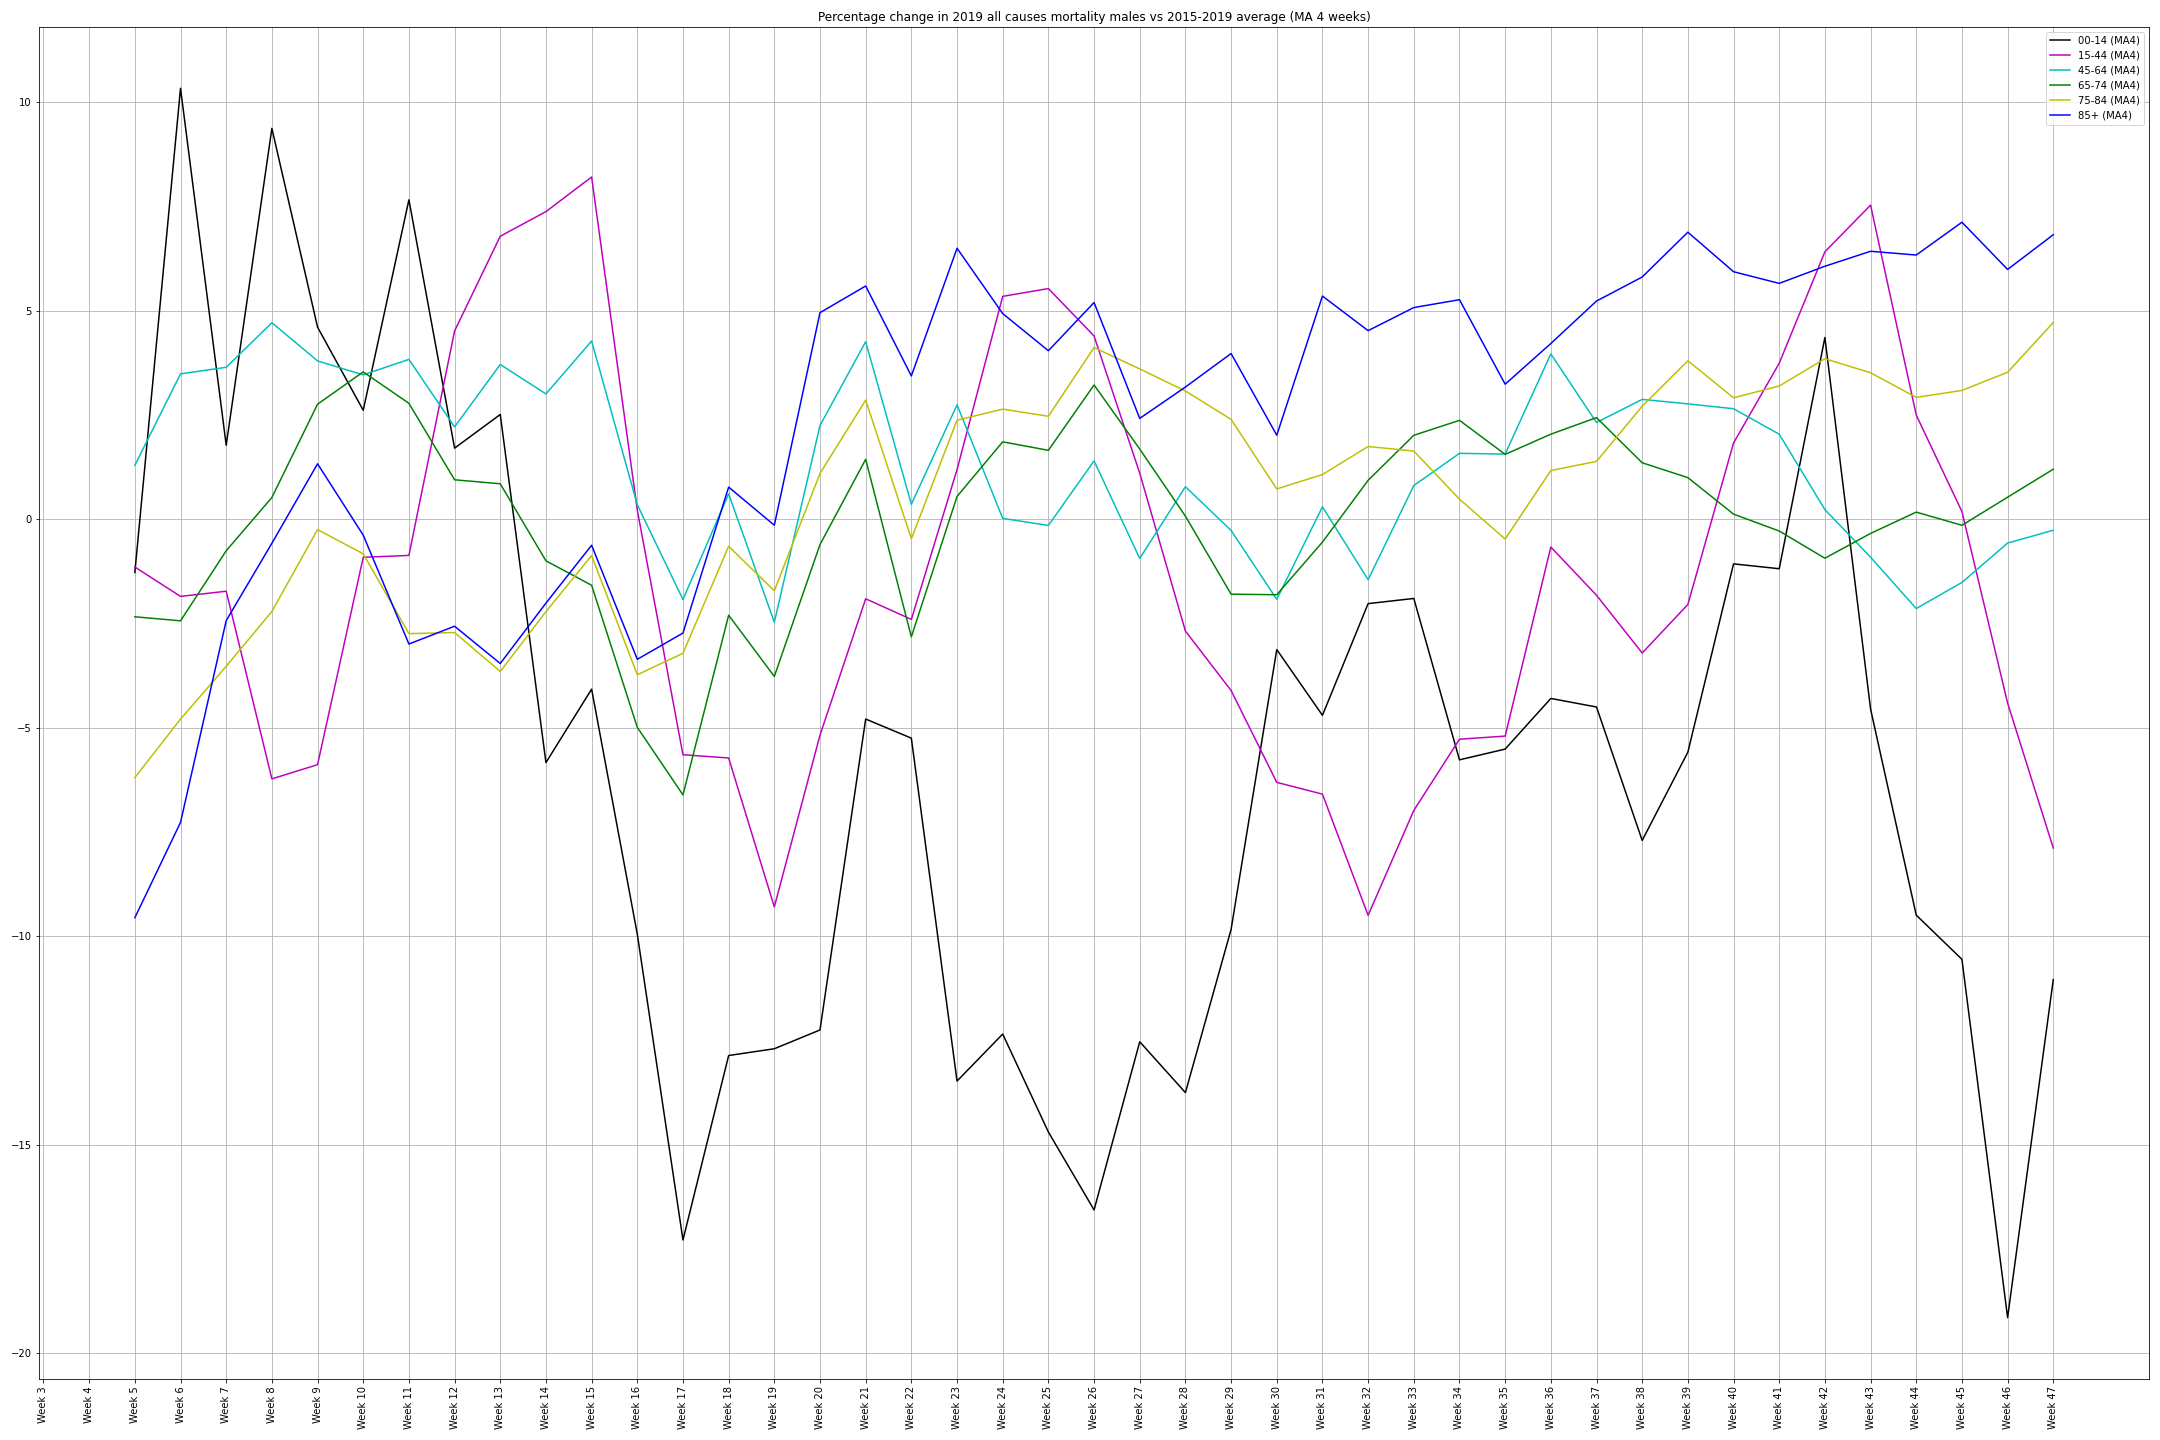 Percentage change in 2019 all causes mortality males vs 2015-2019 average (MA 4 weeks)
00-14 (MA4)
15-44 (MA4)
45-64 (MA4)
65-74 (MA4)
75-84 (MA4)
85+ (MA4)
10
5
0
−5
−10
−15
−20
Week 3
Week 4
Week 5
Week 6
Week 7
Week 8
Week 9
Week 10
Week 11
Week 12
Week 13
Week 14
Week 15
Week 16
Week 17
Week 18
Week 19
Week 20
Week 21
Week 22
Week 23
Week 24
Week 25
Week 26
Week 27
Week 28
Week 29
Week 30
Week 31
Week 32
Week 33
Week 34
Week 35
Week 36
Week 37
Week 38
Week 39
Week 40
Week 41
Week 42
Week 43
Week 44
Week 45
Week 46
Week 47